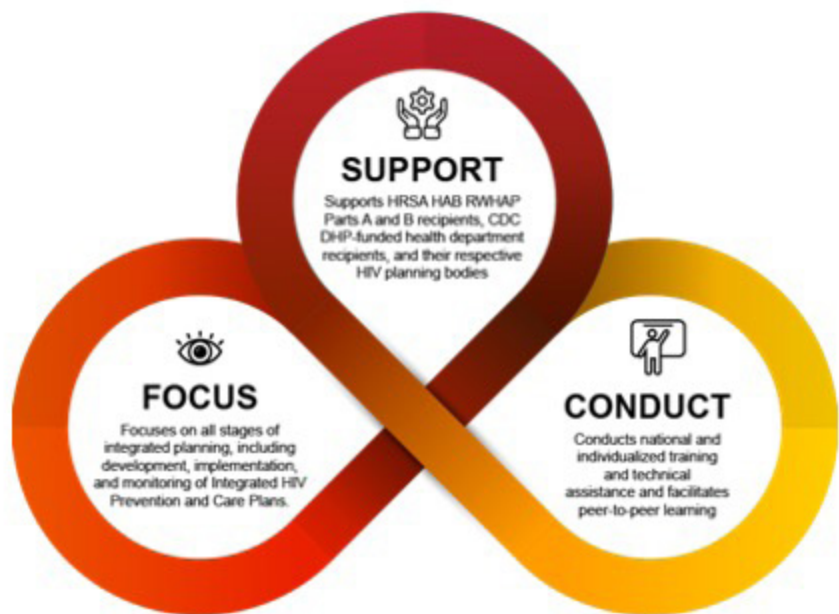 SUPPORT
Supports HRSA HAB RWHAP
Parts A and B recipients, CDC
DHP-funded health department
recipients, and their respective
HIV planning bodies
FOCUS
Focuses on all stages of
integrated planning, including
development, implementation,
and monitoring of Integrated HIV
Prevention and Care Plans.
CONDUCT
Conducts national and
individualized training
and technical
assistance and facilitates
peer-to-peer learning